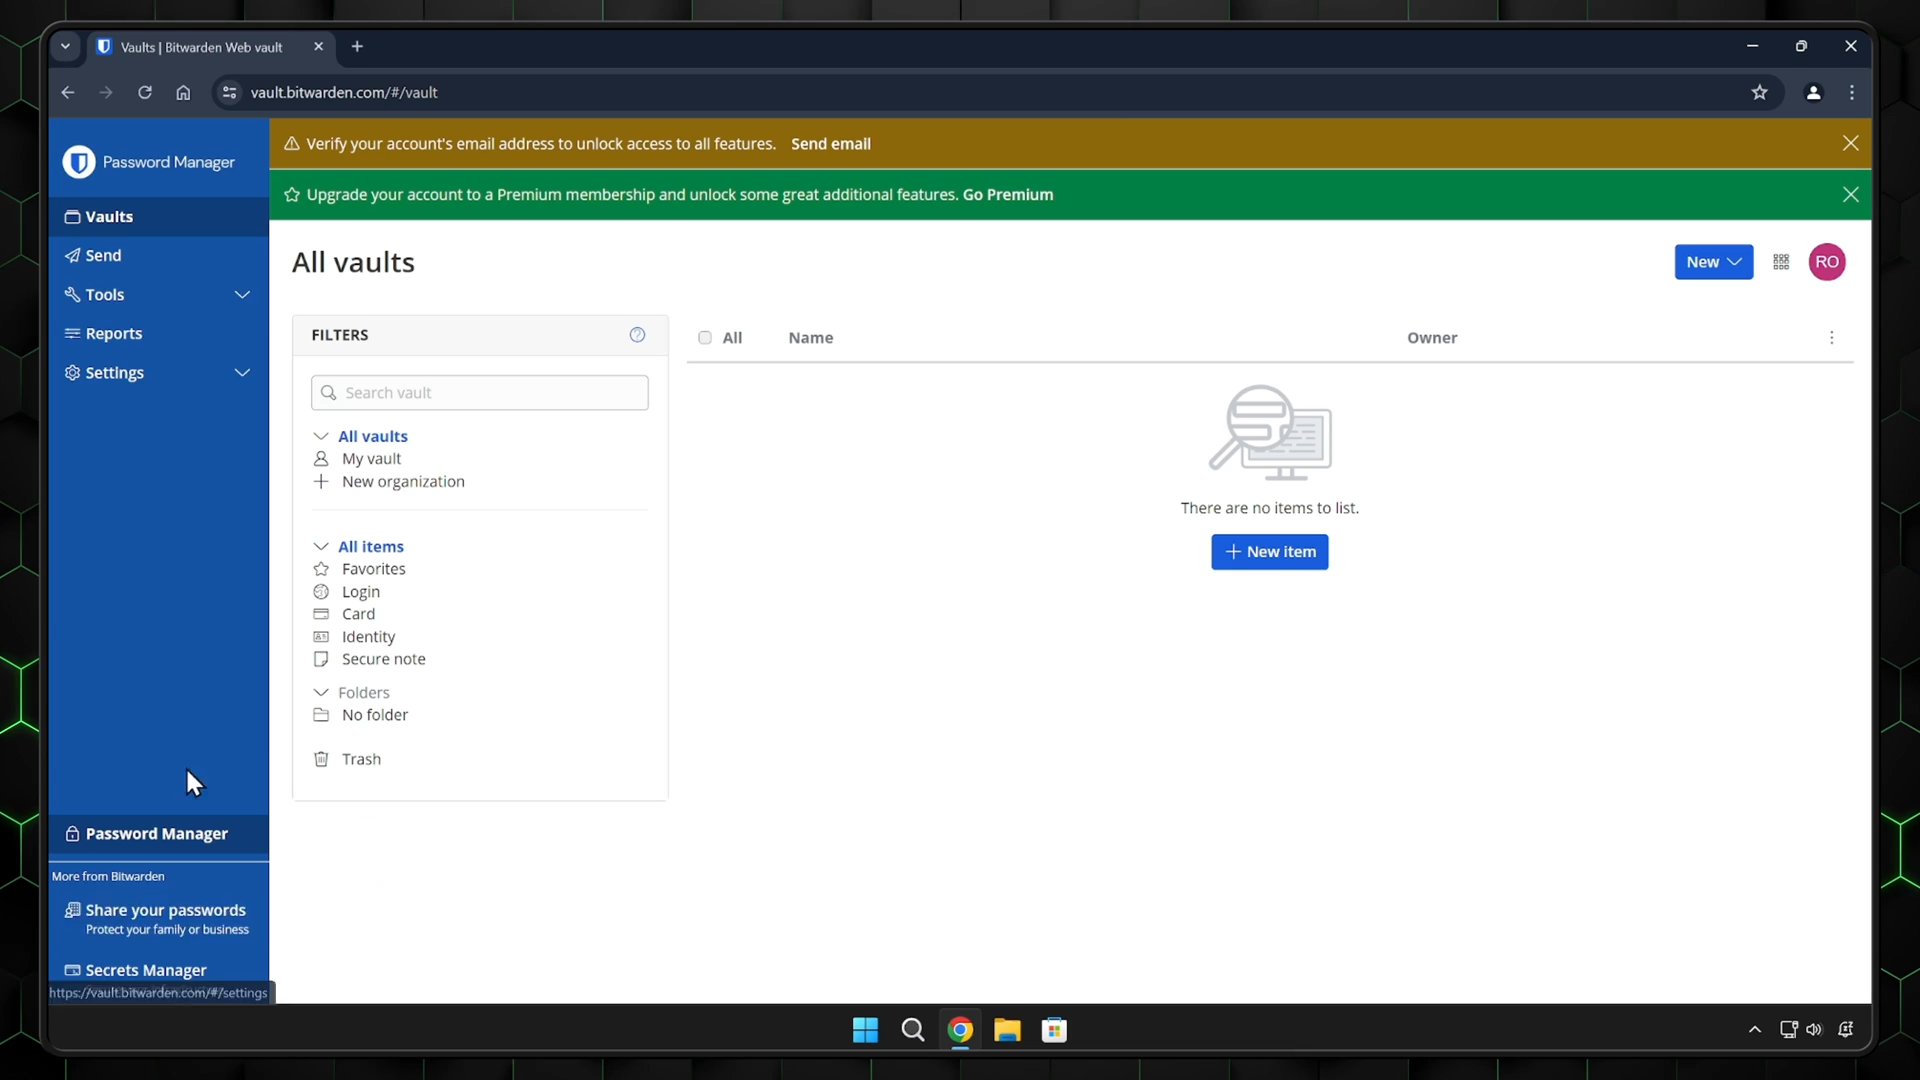 Vaults | Bitwarden Web vault
vault.bitwarden.com/#/vault
Password Manager
Verify your account's email address to unlock access to all features. Send email
Upgrade your account to a Premium membership and unlock some great additional features. Go Premium
Vaults
Send
Tools
Reports
Settings
All vaults
New
RO
FILTERS
Search vault
All vaults
My vault
New organization
All items
Favorites
Login
Card
Identity
Secure note
Folders
No folder
Trash
All Name Owner
There are no items to list.
New item
Password Manager
More from Bitwarden
Share your passwords
Protect your family or business
Secrets Manager
https://vault.bitwarden.com/#/settings